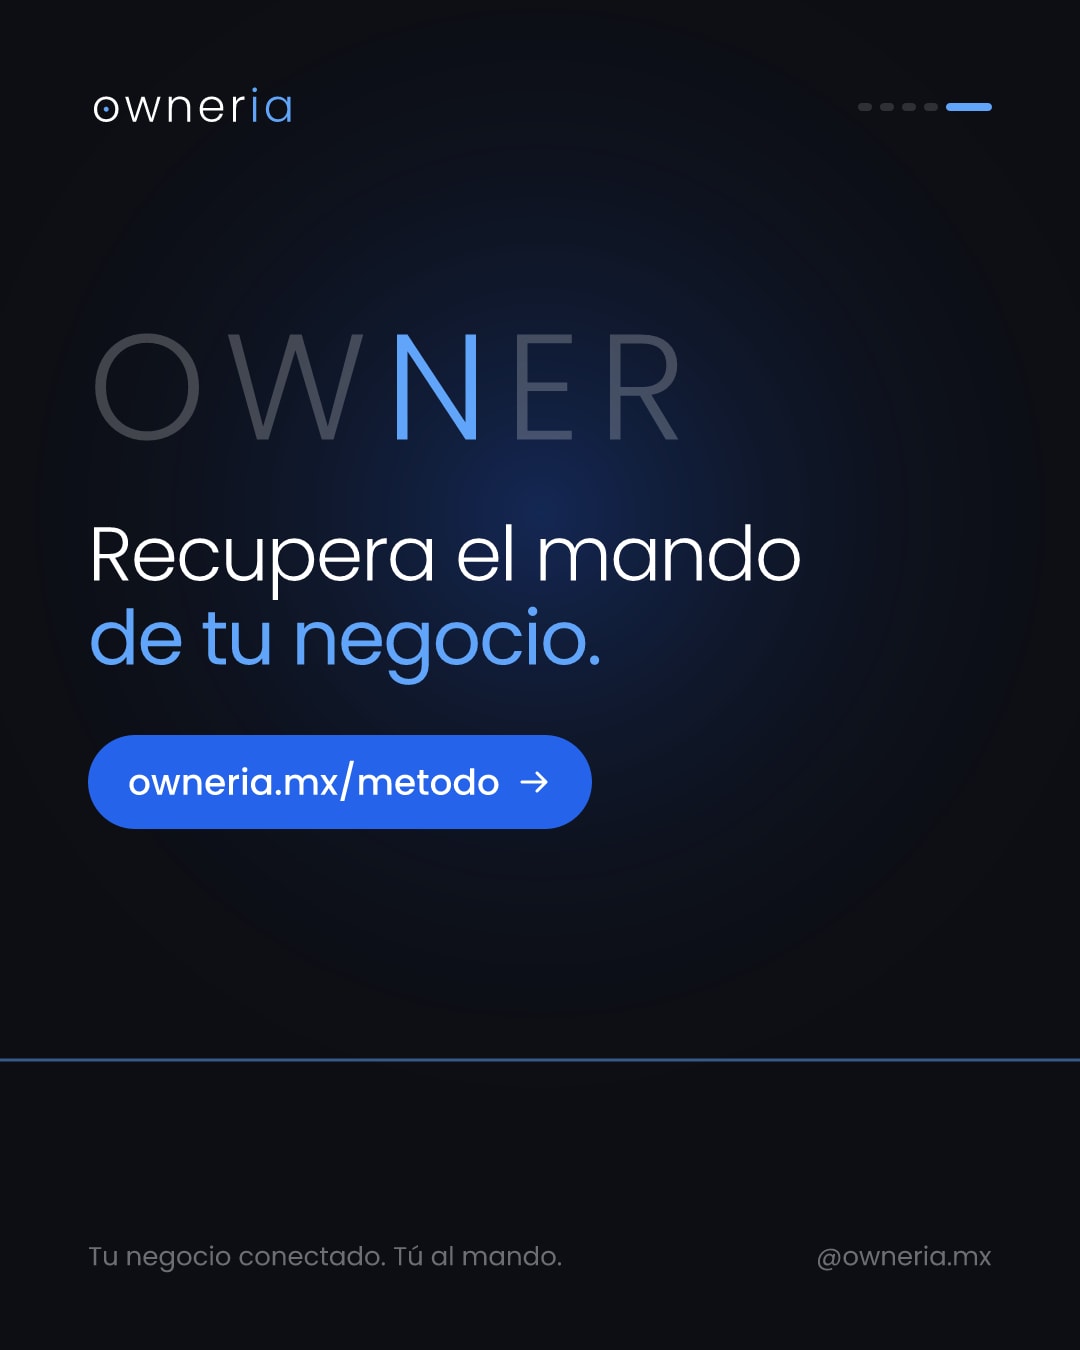 owneria
OWNER
Recupera el mando
de tu negocio.
owneria.mx/metodo →
Tu negocio conectado. Tú al mando.
@owneria.mx